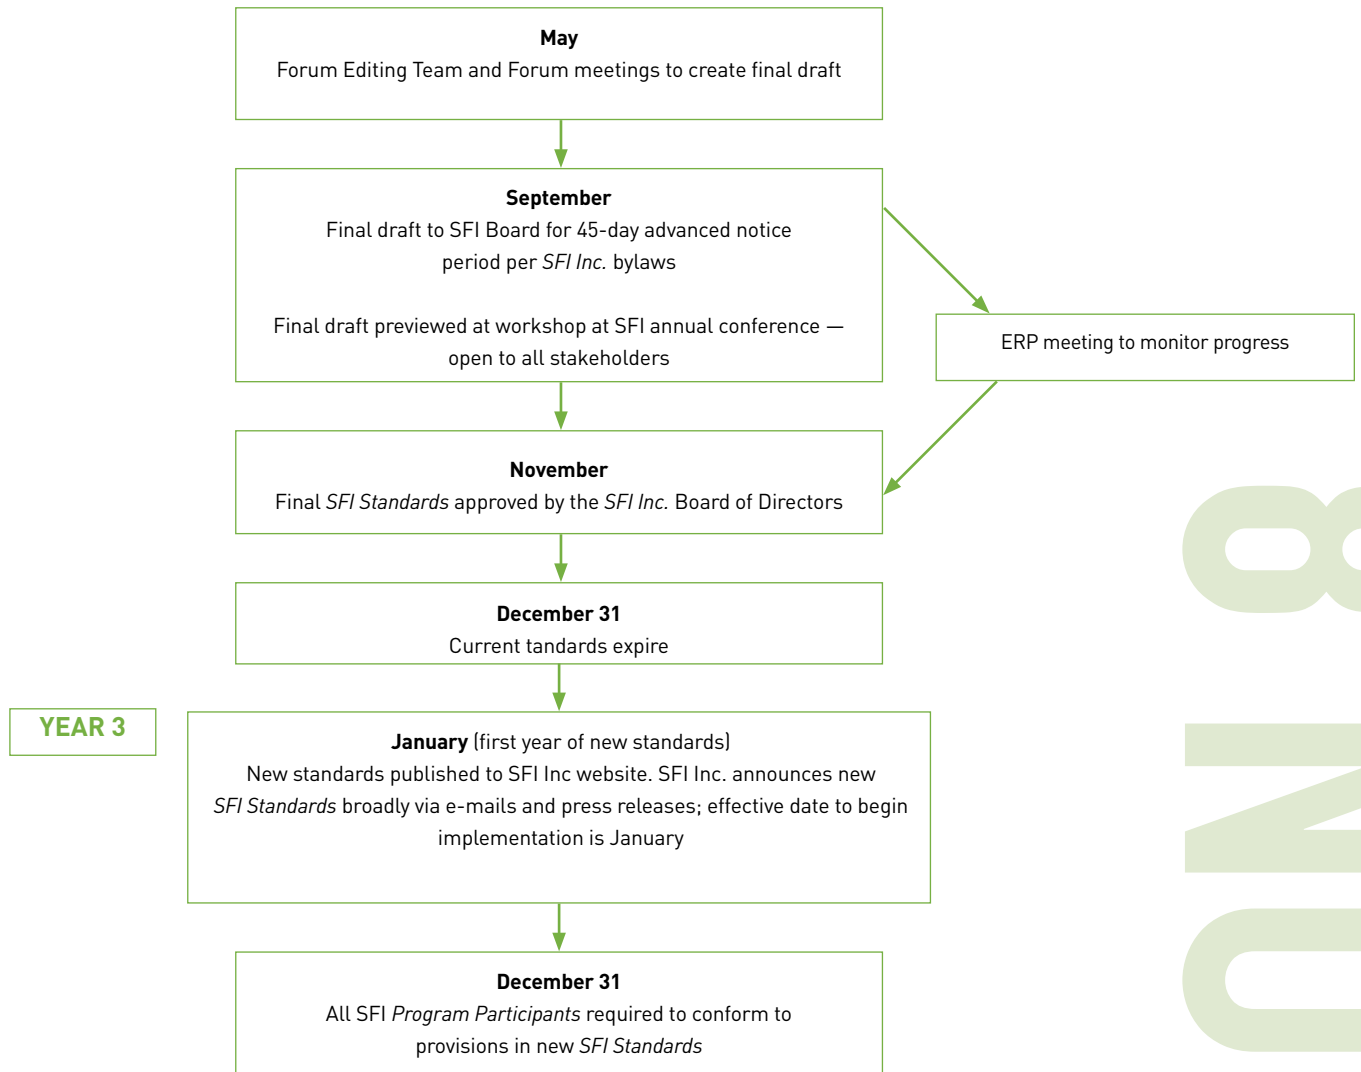 May
Forum Editing Team and Forum meetings to create final draft
September
Final draft to SFI Board for 45-day advanced notice
period per SFI Inc. bylaws
Final draft previewed at workshop at SFI annual conference —
open to all stakeholders
ERP meeting to monitor progress
November
Final SFI Standards approved by the SFI Inc. Board of Directors
December 31
Current tandards expire
YEAR 3
January (first year of new standards)
New standards published to SFI Inc website. SFI Inc. announces new
SFI Standards broadly via e-mails and press releases; effective date to begin
implementation is January
December 31
All SFI Program Participants required to conform to
provisions in new SFI Standards
ON 8